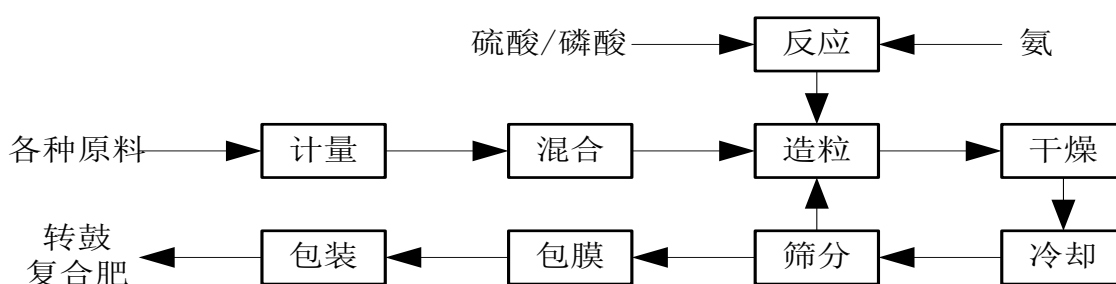 硫酸/磷酸
反应
氨
各种原料
计量
混合
造粒
干燥
转鼓
复合肥
包装
包膜
筛分
冷却